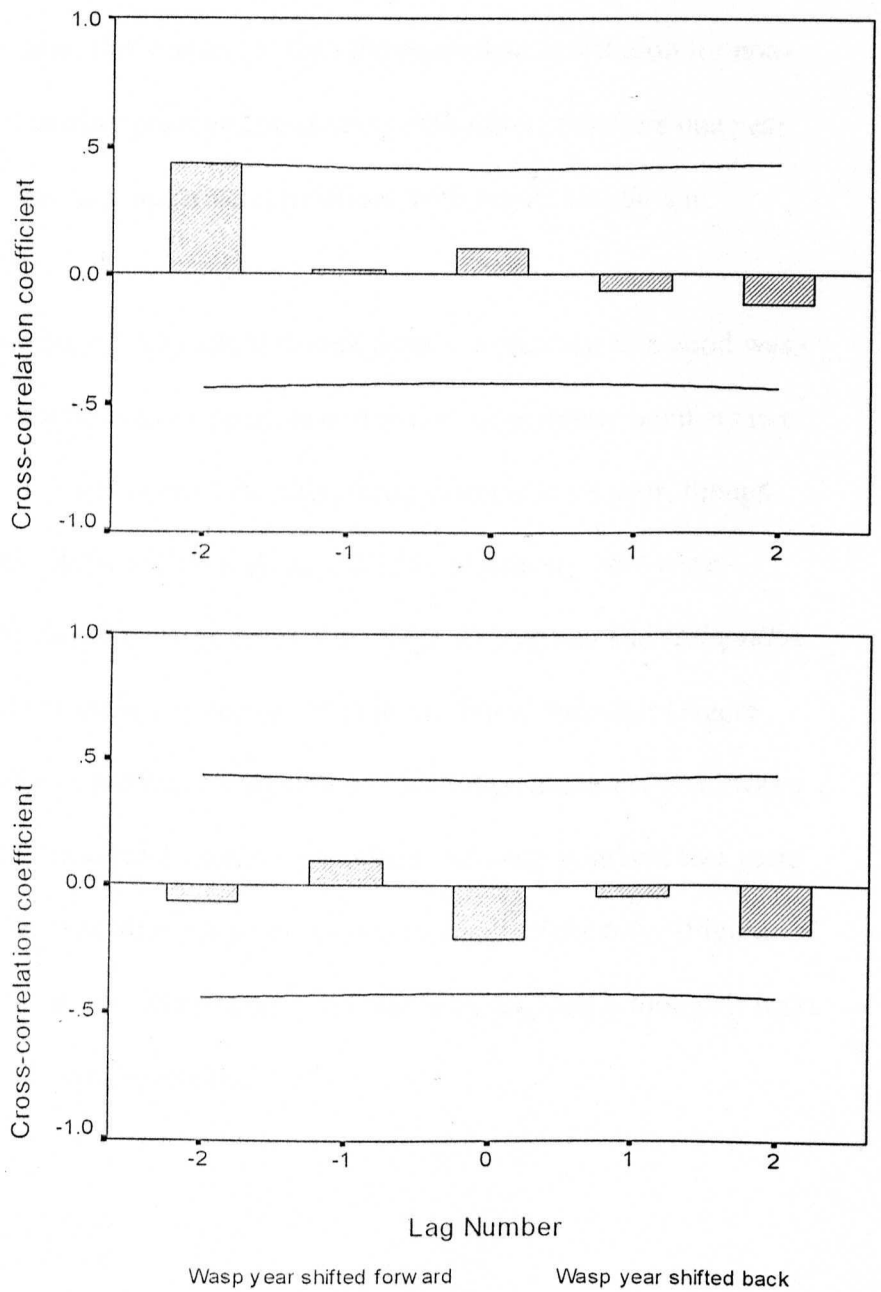 1.0
.5
0.0
-.5
-1.0
Cross-correlation coefficient
-2 -1 0 1 2
1.0
.5
0.0
-.5
-1.0
Cross-correlation coefficient
-2 -1 0 1 2
Lag Number
Wasp year shifted forward Wasp year shifted back